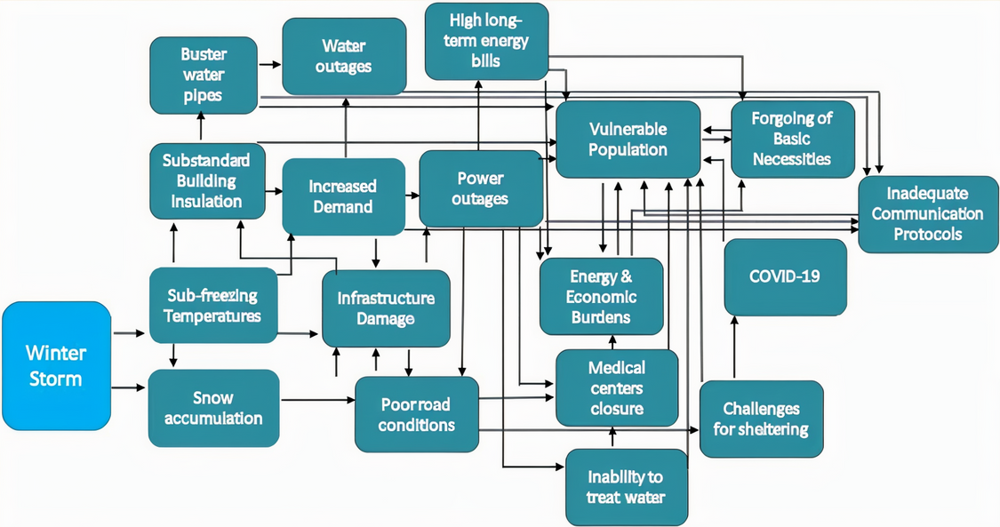 High long-
term energy
bills
Water
outages
Buster
water
pipes
Vulnerable
Population
Forgoing of
Basic
Necessities
Substandard
Building
Insulation
Increased
Demand
Power
outages
Inadequate
Communication
Protocols
Sub-freezing
Temperatures
Infrastructure
Damage
Energy &
Economic
Burdens
COVID-19
Winter
Storm
Snow
accumulation
Poor road
conditions
Medical
centers
closure
Challenges
for sheltering
Inability to
treat water